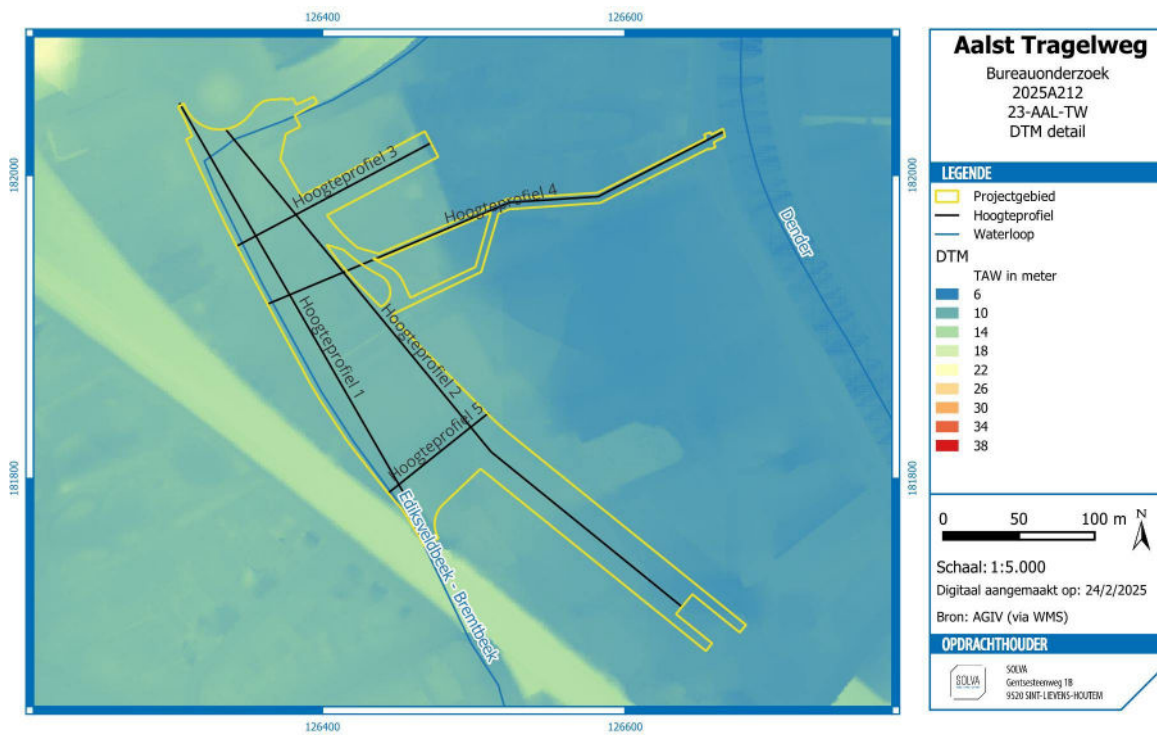 126400
126600
182000
182000
181800
181800
126400
126600
Hoogteprofiel 3
Hoogteprofiel 4
Hoogteprofiel 1
Hoogteprofiel 2
Hoogteprofiel 5
Dender
Ediksveldbeek - Bremtbeek
Aalst Tragelweg
Bureauonderzoek
2025A212
23-AAL-TW
DTM detail
LEGENDE
Projectgebied
Hoogteprofiel
Waterloop
DTM
TAW in meter
6
10
14
18
22
26
30
34
38
0 50 100 m
N
Schaal: 1:5.000
Digitaal aangemaakt op: 24/2/2025
Bron: AGIV (via WMS)
OPDRACHTHOUDER
SOLVA
SOLVA
Gentsesteenweg 1B
9520 SINT-LIEVENS-HOUTEM